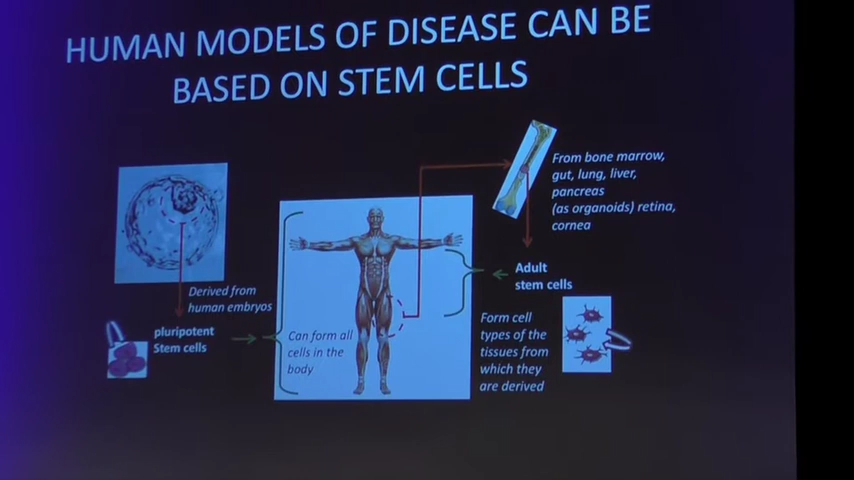 HUMAN MODELS OF DISEASE CAN BE
BASED ON STEM CELLS
From bone marrow,
gut, lung, liver,
pancreas
(as organoids) retina,
cornea
Adult
stem cells
Derived from
human embryos
pluripotent
Stem cells
Can form all
cells in the
body
Form cell
types of the
tissues from
which they
are derived